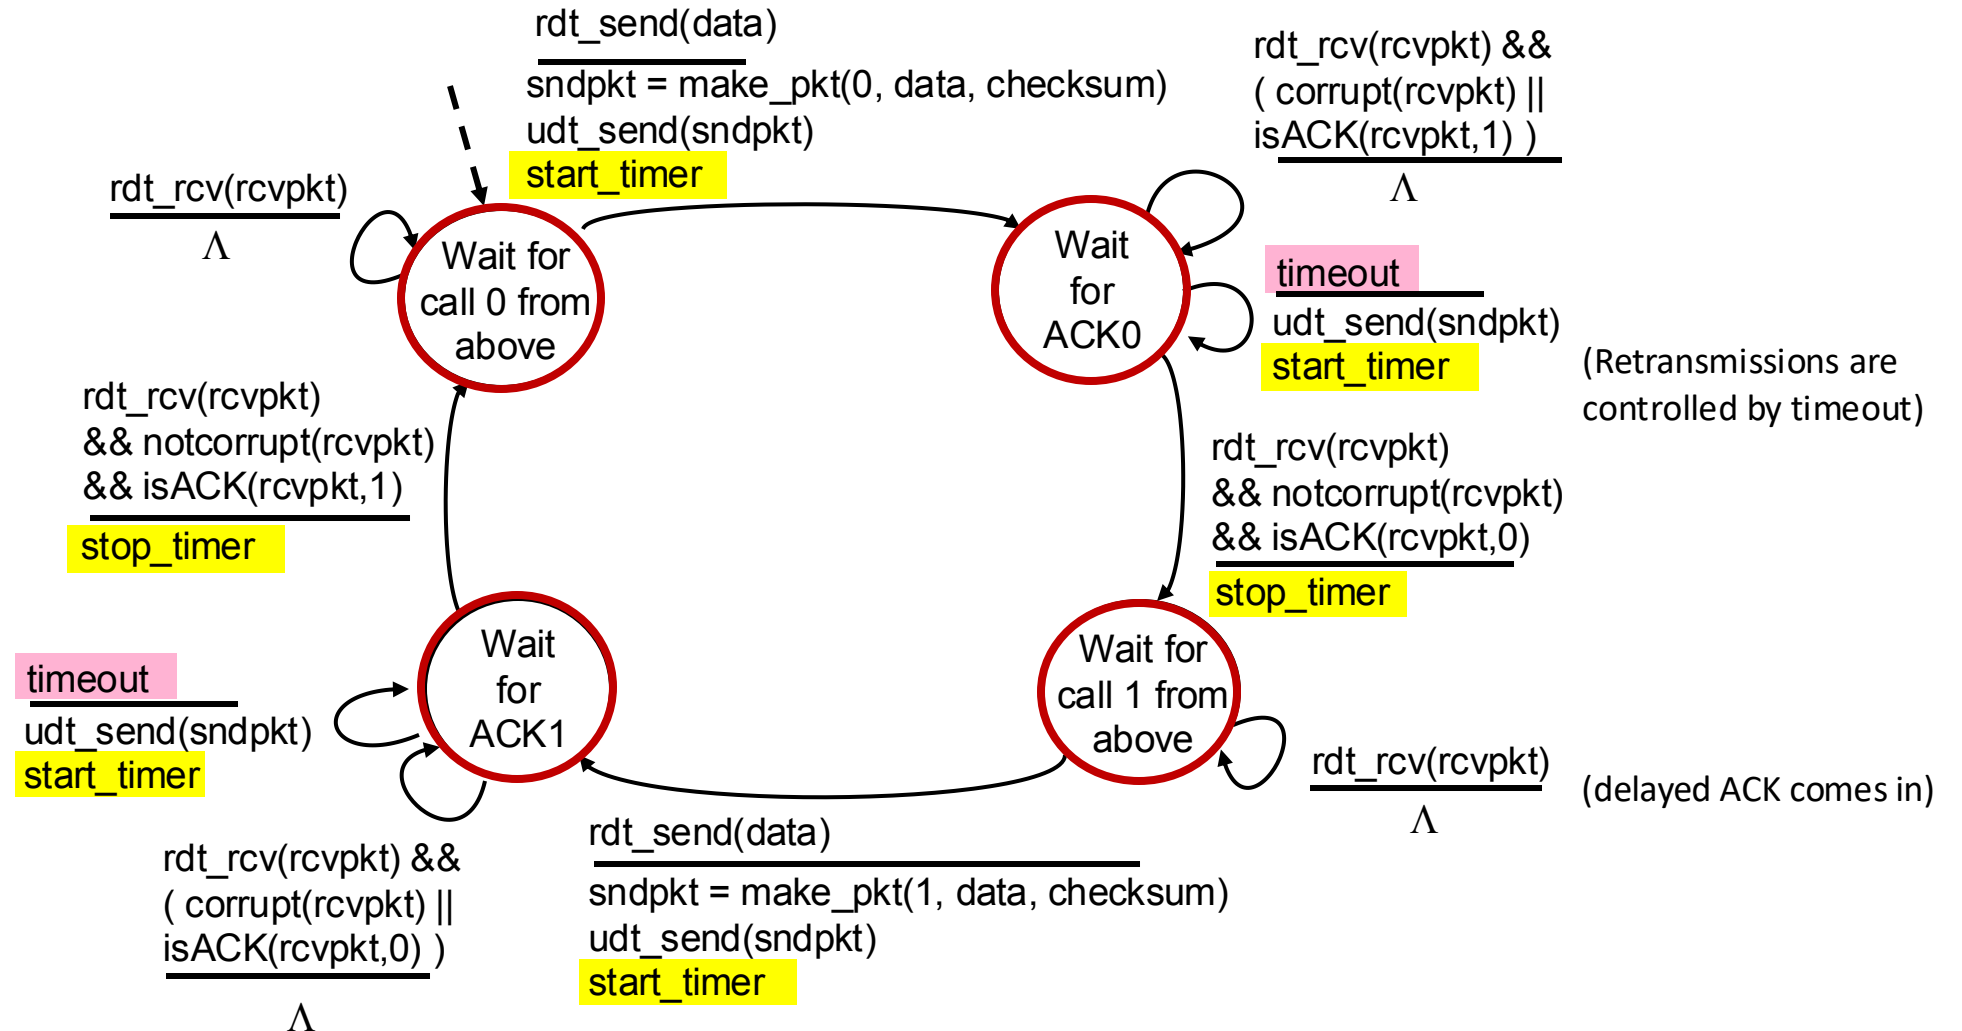 rdt_send(data)
sndpkt = make_pkt(0, data, checksum)
udt_send(sndpkt)
start_timer
rdt_rcv(rcvpkt) &&
( corrupt(rcvpkt) ||
isACK(rcvpkt,1) )
Λ
rdt_rcv(rcvpkt)
Λ
Wait for
call 0 from
above
Wait
for
ACK0
timeout
udt_send(sndpkt)
start_timer
(Retransmissions are
controlled by timeout)
rdt_rcv(rcvpkt)
&& notcorrupt(rcvpkt)
&& isACK(rcvpkt,1)
stop_timer
rdt_rcv(rcvpkt)
&& notcorrupt(rcvpkt)
&& isACK(rcvpkt,0)
stop_timer
Wait
for
ACK1
Wait for
call 1 from
above
timeout
udt_send(sndpkt)
start_timer
rdt_rcv(rcvpkt)
Λ
(delayed ACK comes in)
rdt_rcv(rcvpkt) &&
( corrupt(rcvpkt) ||
isACK(rcvpkt,0) )
Λ
rdt_send(data)
sndpkt = make_pkt(1, data, checksum)
udt_send(sndpkt)
start_timer